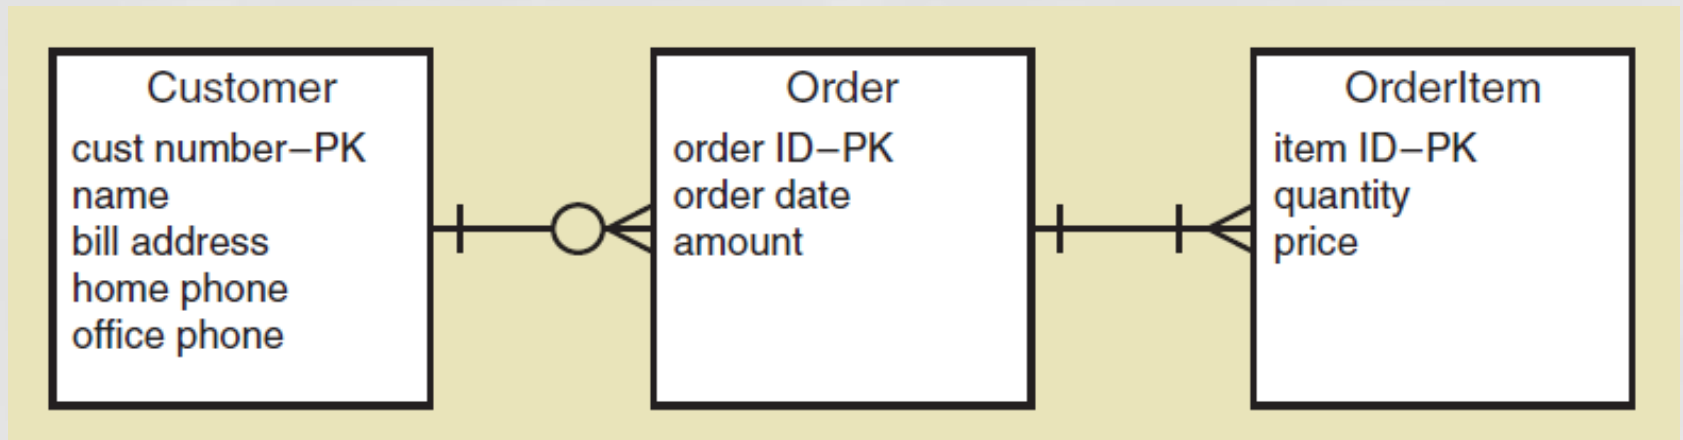 Customer
cust number–PK
name
bill address
home phone
office phone
Order
order ID–PK
order date
amount
OrderItem
item ID–PK
quantity
price